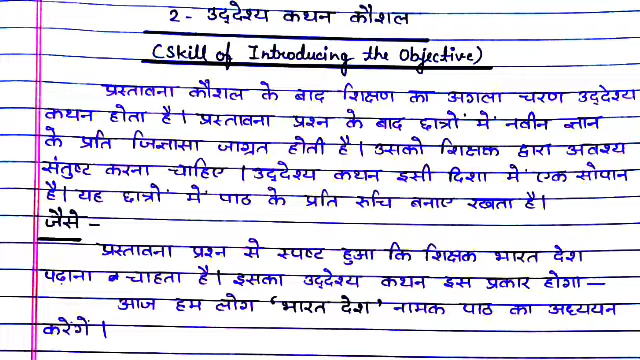 2- उद्देश्य कथन कौशल
(Skill of Introducing the Objective)
प्रस्तावना कौशल के बाद शिक्षण का अगला चरण उद्देश्य
कथन होता है। प्रस्तावना प्रश्न के बाद छात्रों में नवीन ज्ञान
के प्रति जिज्ञासा जाग्रत होती है। उसको शिक्षक द्वारा अवश्य
संतुष्ट करना चाहिए। उद्देश्य कथन इसी दिशा में एक सोपान
है। यह छात्रों में पाठ के प्रति रुचि बनाए रखता है।
जैसे -
प्रस्तावना प्रश्न से स्पष्ट हुआ कि शिक्षक भारत देश
पढ़ाना चाहता है। इसका उद्देश्य कथन इस प्रकार होगा —
आज हम लोग 'भारत देश' नामक पाठ का अध्ययन
करेंगें।